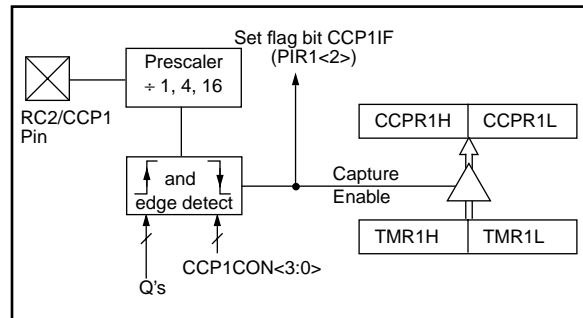 Set flag bit CCP1IF
(PIR1<2>)
Prescaler
÷ 1, 4, 16
RC2/CCP1
Pin
CCPR1H
CCPR1L
and
edge detect
Capture
Enable
TMR1H
TMR1L
CCP1CON<3:0>
Q's